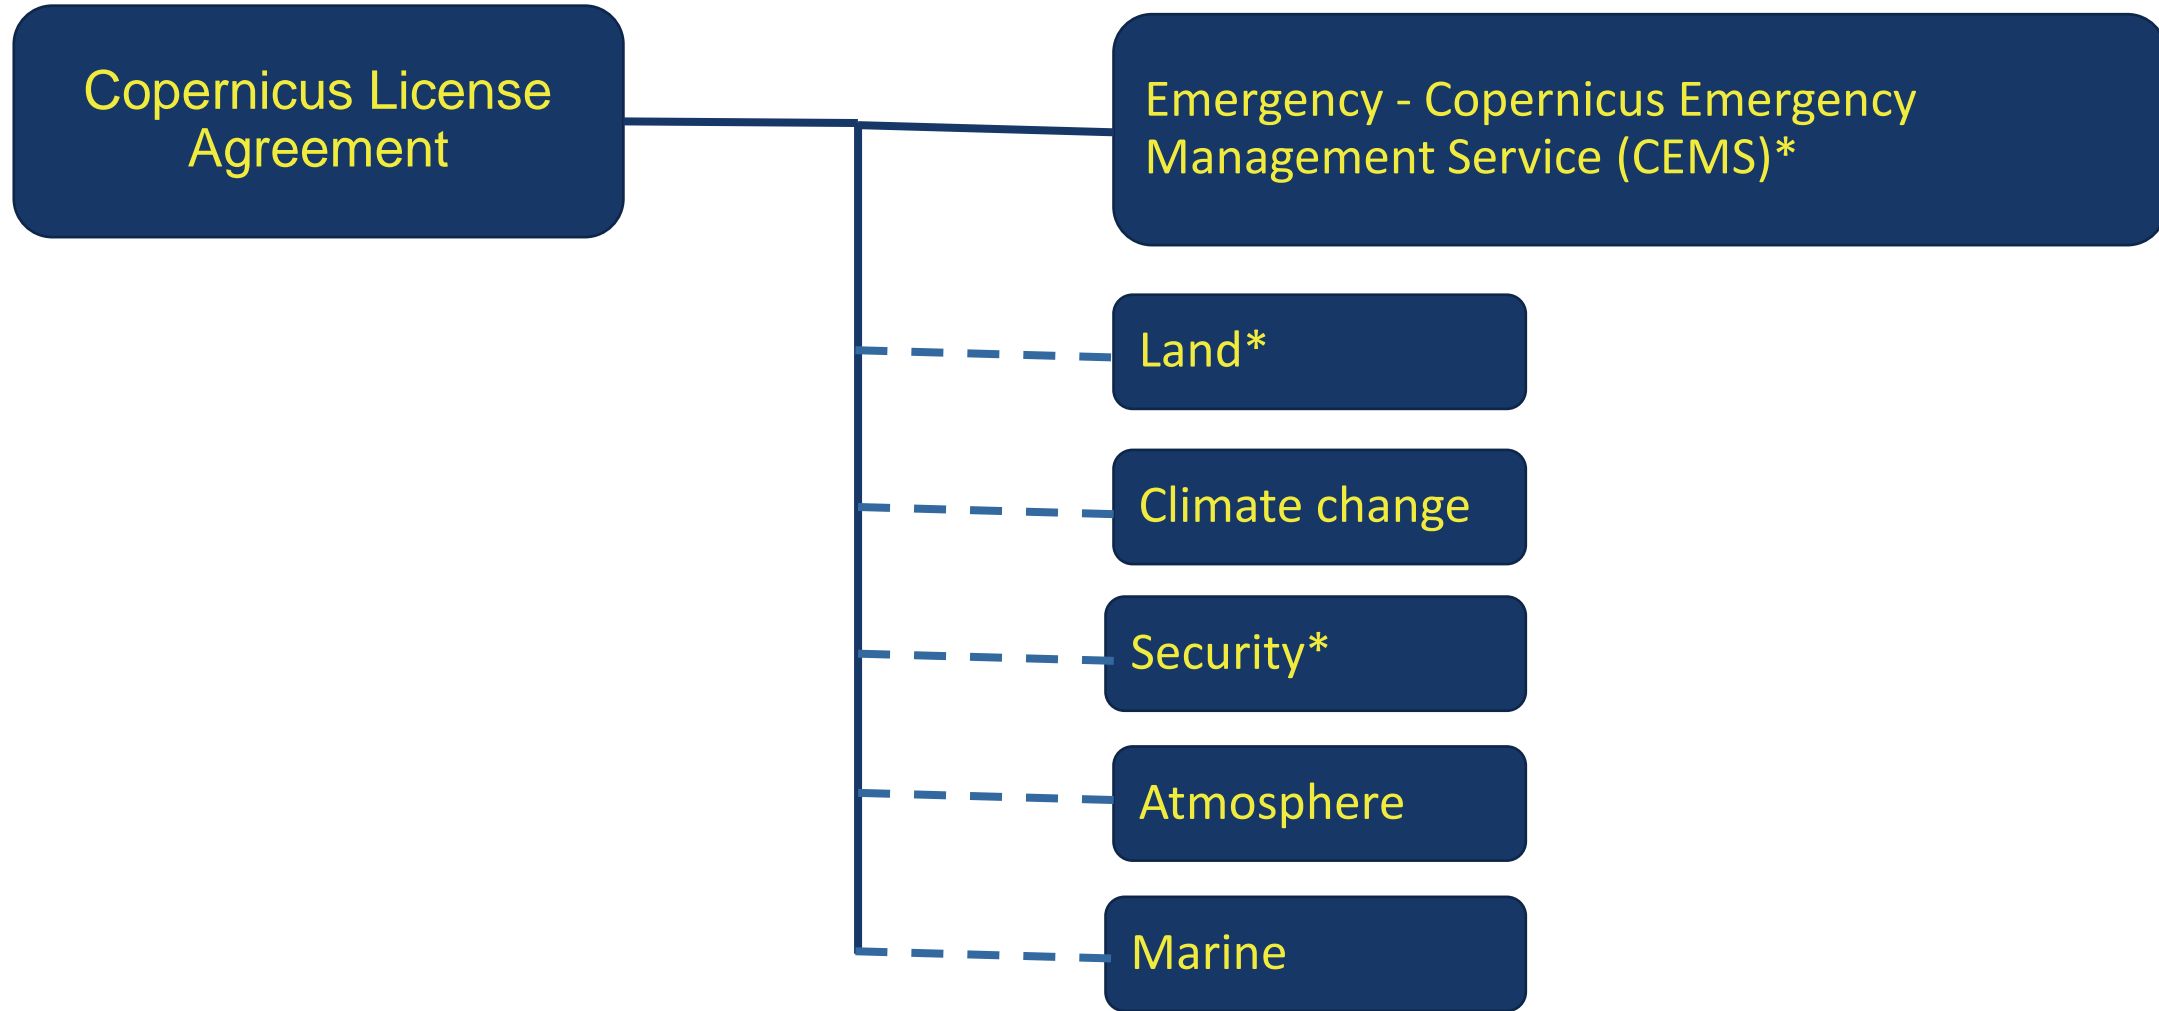 Copernicus License
Agreement
Emergency - Copernicus Emergency
Management Service (CEMS)*
Land*
Climate change
Security*
Atmosphere
Marine